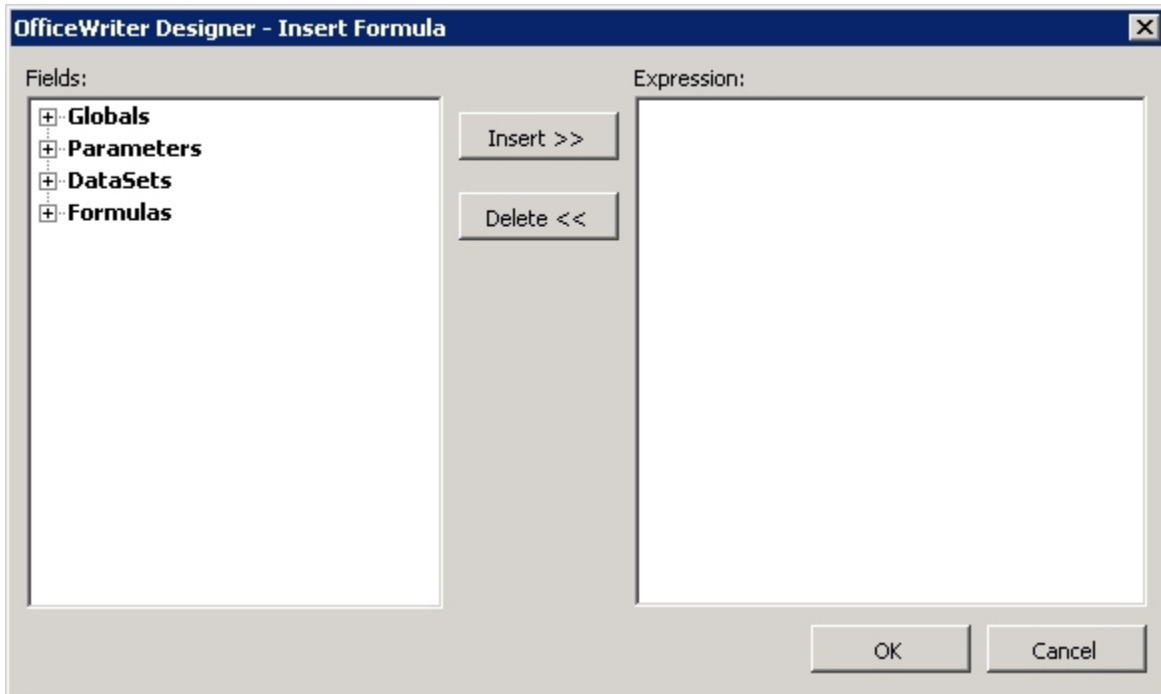 OfficeWriter Designer - Insert Formula
Fields:
Expression:
Globals
Parameters
DataSets
Formulas
Insert >>
Delete <<
OK
Cancel